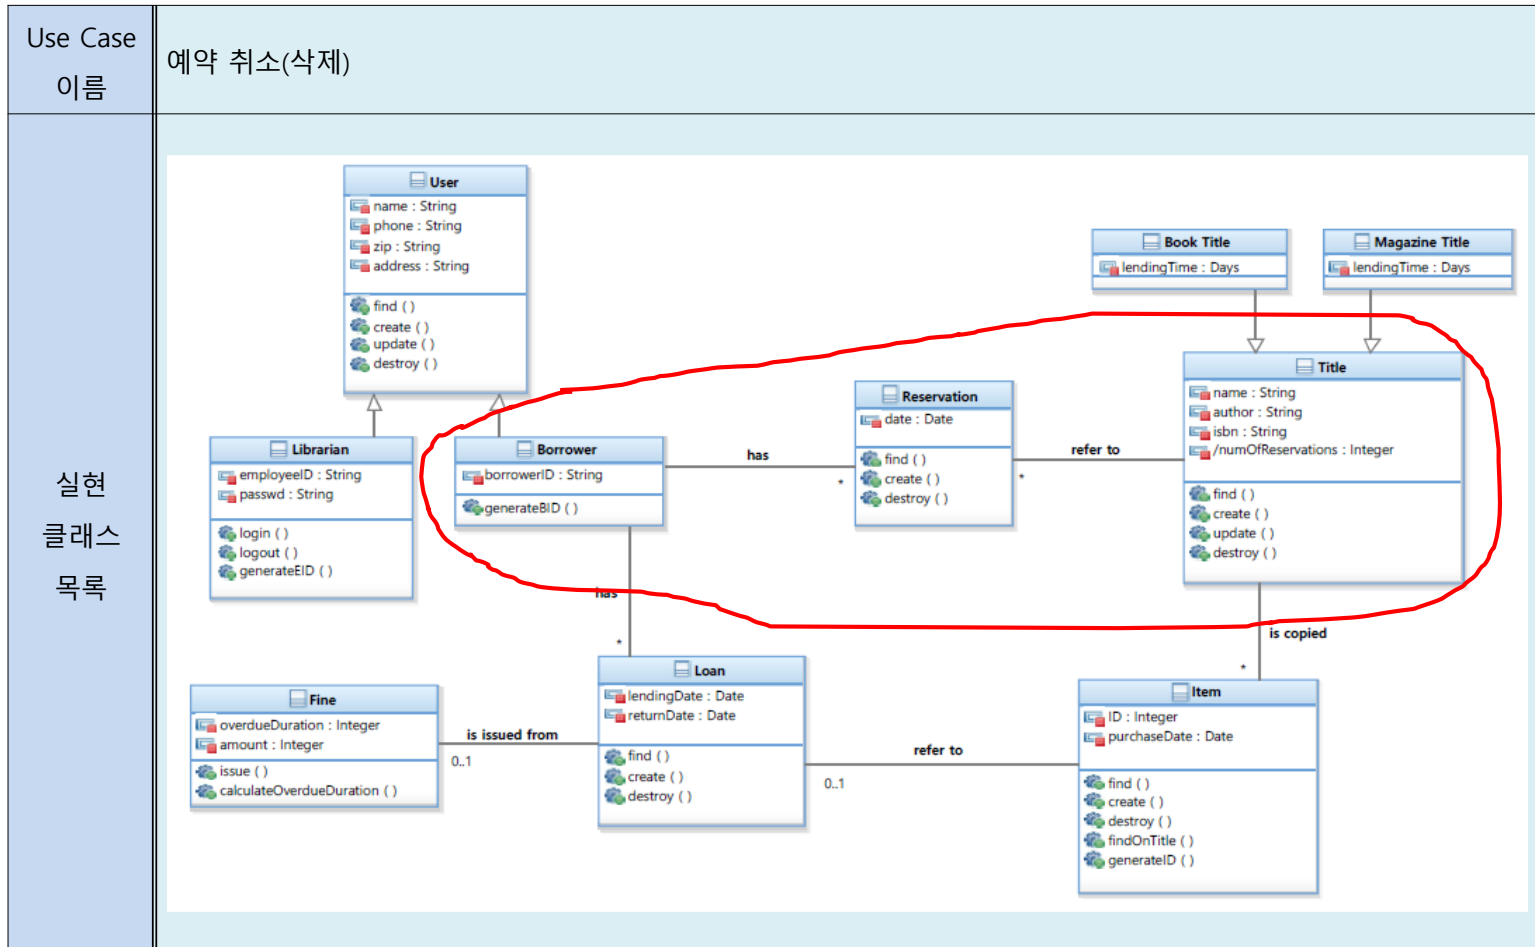 Use Case
이름
예약 취소(삭제)
실현
클래스
목록
User
name : String
phone : String
zip : String
address : String
find ( )
create ( )
update ( )
destroy ( )
Book Title
lendingTime : Days
Magazine Title
lendingTime : Days
Librarian
employeeID : String
passwd : String
login ( )
logout ( )
generateEID ( )
Borrower
borrowerID : String
generateBID ( )
has
*
Reservation
date : Date
find ( )
create ( )
destroy ( )
refer to
*
Title
name : String
author : String
isbn : String
/numOfReservations : Integer
find ( )
create ( )
update ( )
destroy ( )
has
*
is copied
*
Fine
overdueDuration : Integer
amount : Integer
issue ( )
calculateOverdueDuration ( )
is issued from
0..1
Loan
lendingDate : Date
returnDate : Date
find ( )
create ( )
destroy ( )
refer to
0..1
Item
ID : Integer
purchaseDate : Date
find ( )
create ( )
destroy ( )
findOnTitle ( )
generateID ( )